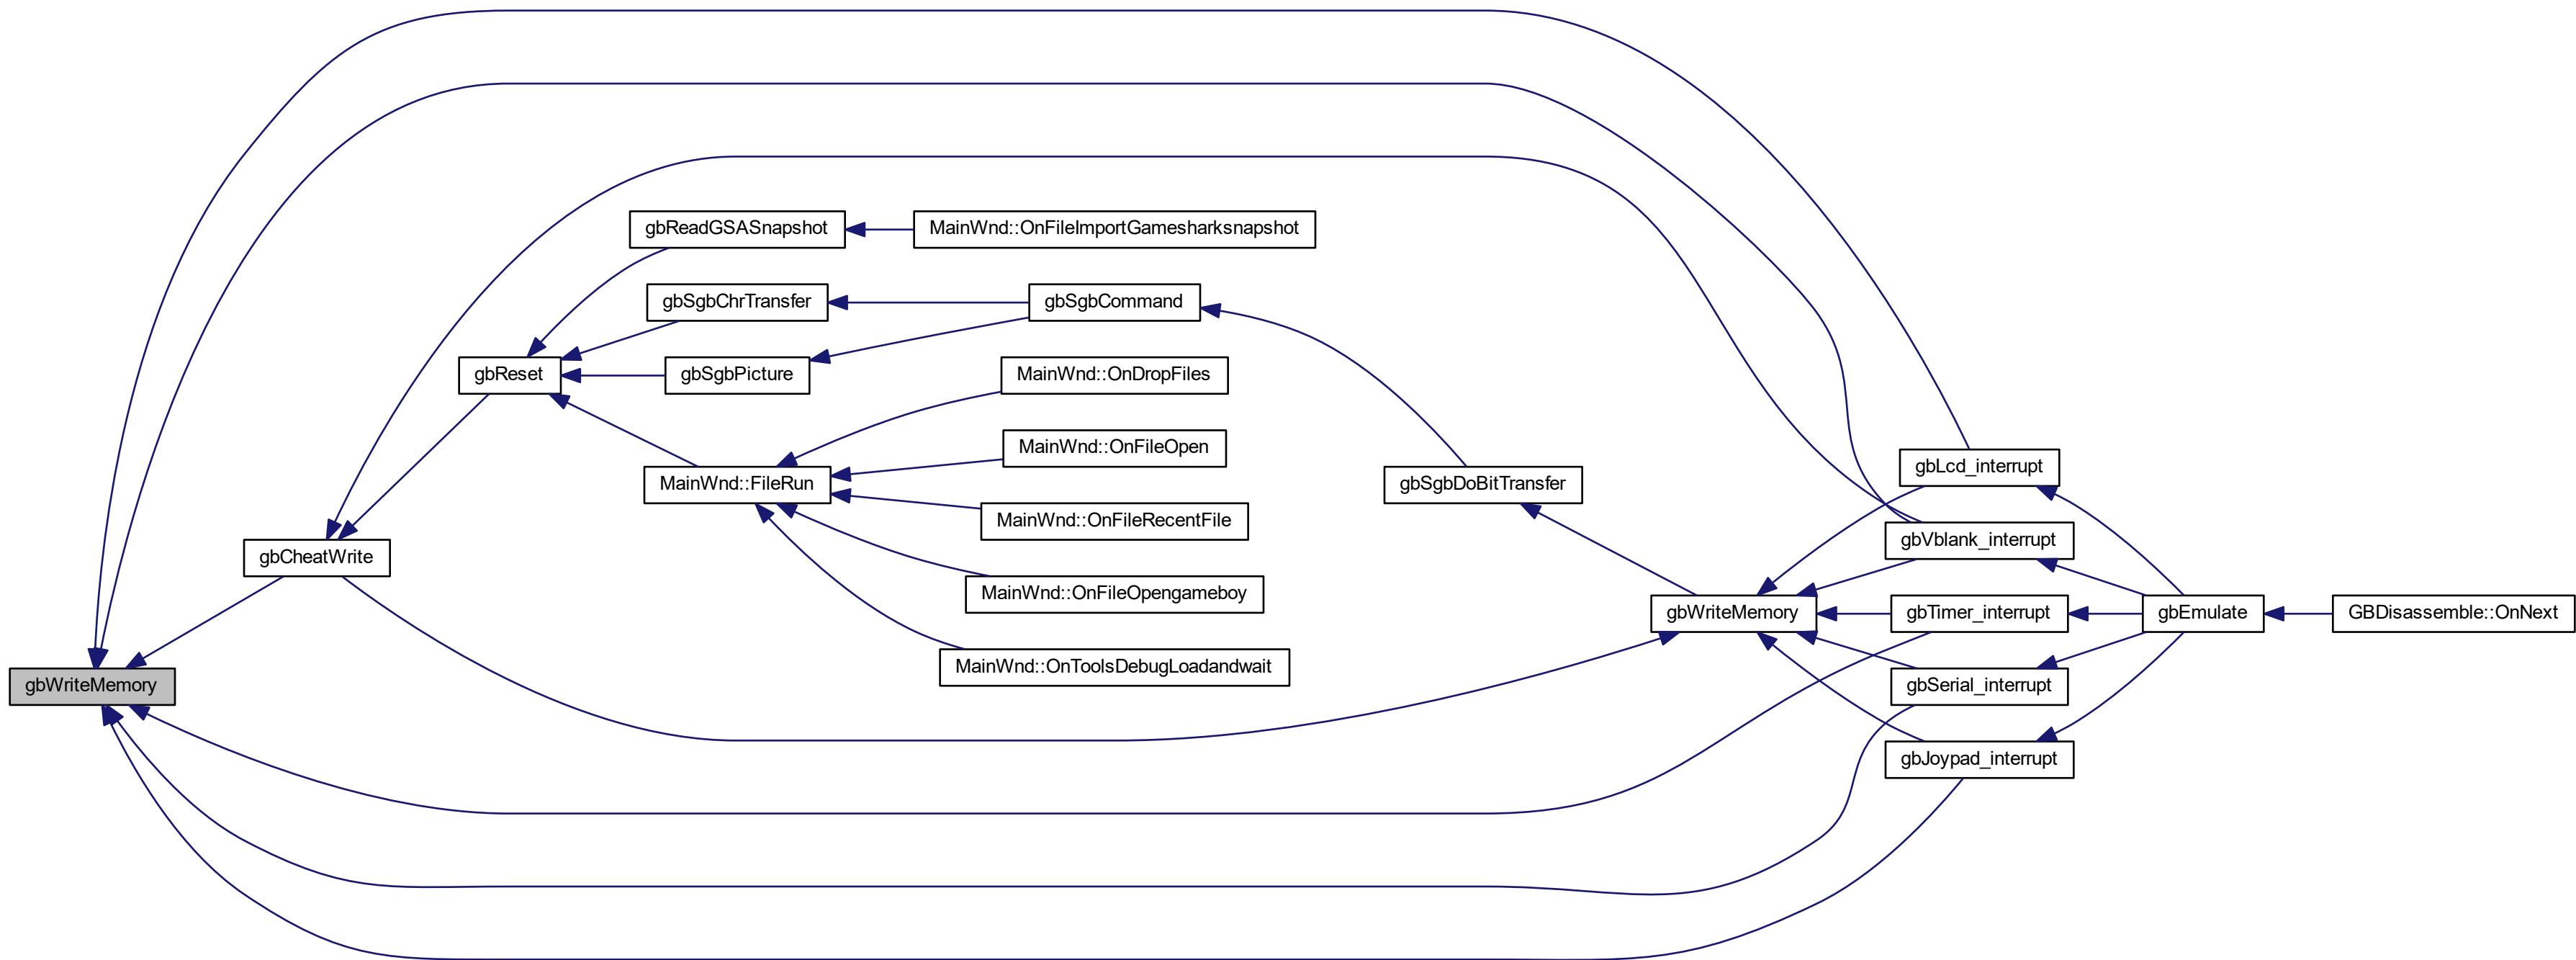 gbReadGSASnapshot
MainWnd::OnFileImportGamesharksnapshot
gbSgbChrTransfer
gbSgbCommand
gbReset
gbSgbPicture
MainWnd::OnDropFiles
MainWnd::OnFileOpen
gbLcd_interrupt
MainWnd::FileRun
gbSgbDoBitTransfer
MainWnd::OnFileRecentFile
gbVblank_interrupt
gbCheatWrite
MainWnd::OnFileOpengameboy
gbWriteMemory
gbTimer_interrupt
gbEmulate
GBDisassemble::OnNext
MainWnd::OnToolsDebugLoadandwait
gbWriteMemory
gbSerial_interrupt
gbJoypad_interrupt